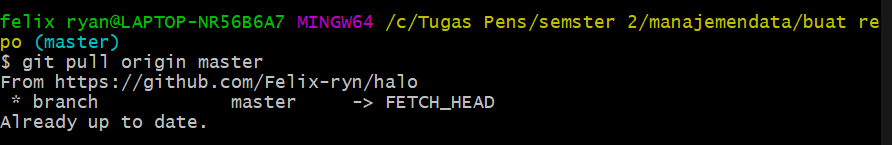 felix ryan@LAPTOP-NR56B6A7 MINGW64 /c/Tugas Pens/semster 2/manajemendata/buat re
po (master)
$ git pull origin master
From https://github.com/Felix-ryn/halo
 * branch            master     -> FETCH_HEAD
Already up to date.